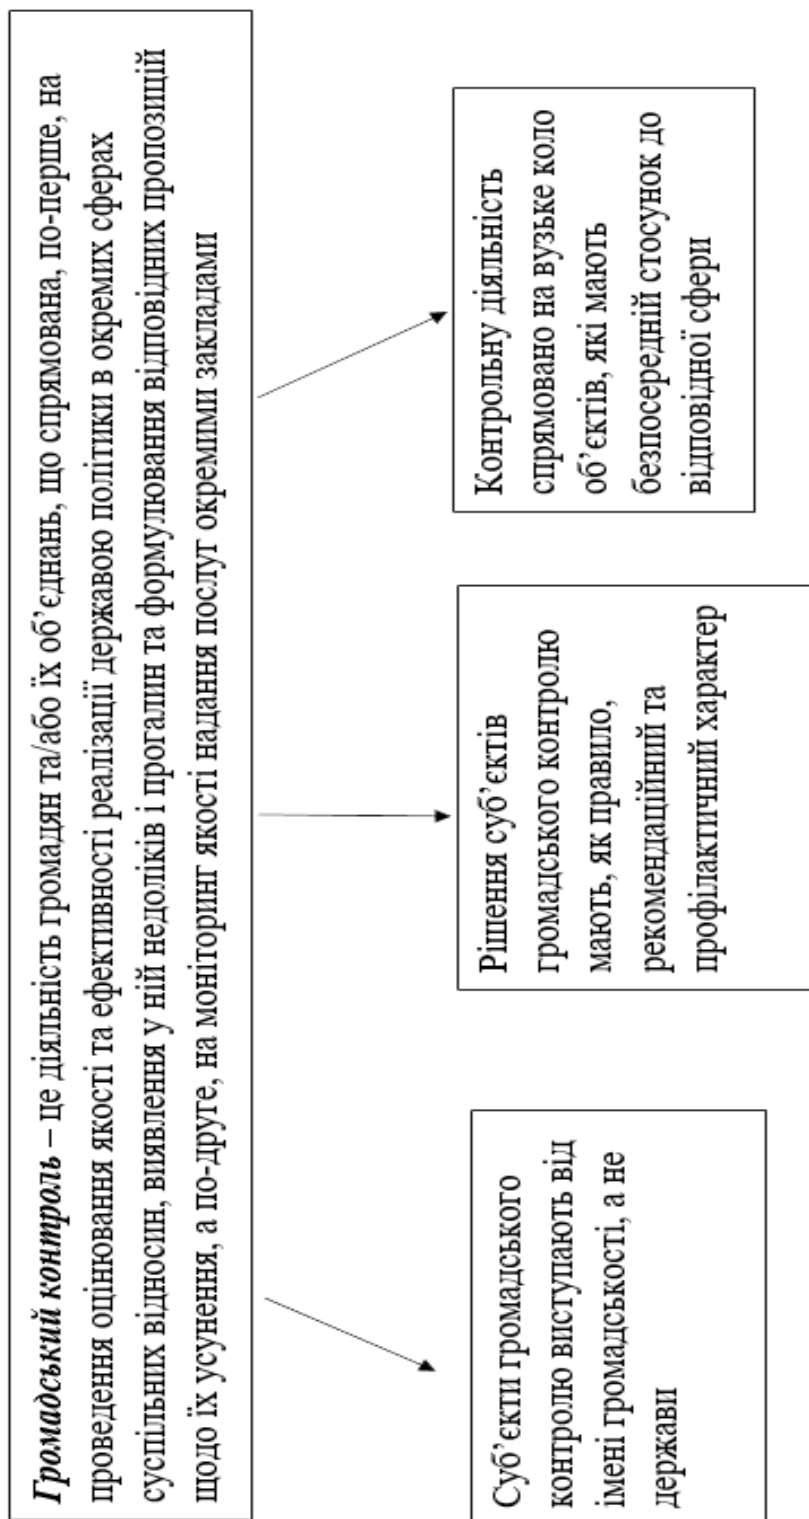 Громадський контроль – це діяльність громадян та/або їх об’єднань, що спрямована, по-перше, на
проведення оцінювання якості та ефективності реалізації державою політики в окремих сферах
суспільних відносин, виявлення у ній недоліків і прогалин та формулювання відповідних пропозицій
щодо їх усунення, а по-друге, на моніторинг якості надання послуг окремими закладами
Суб’єкти громадського
контролю виступають від
імені громадськості, а не
держави
Рішення суб’єктів
громадського контролю
мають, як правило,
рекомендаційний та
профілактичний характер
Контрольну діяльність
спрямовано на вузьке коло
об’єктів, які мають
безпосередній стосунок до
відповідної сфери